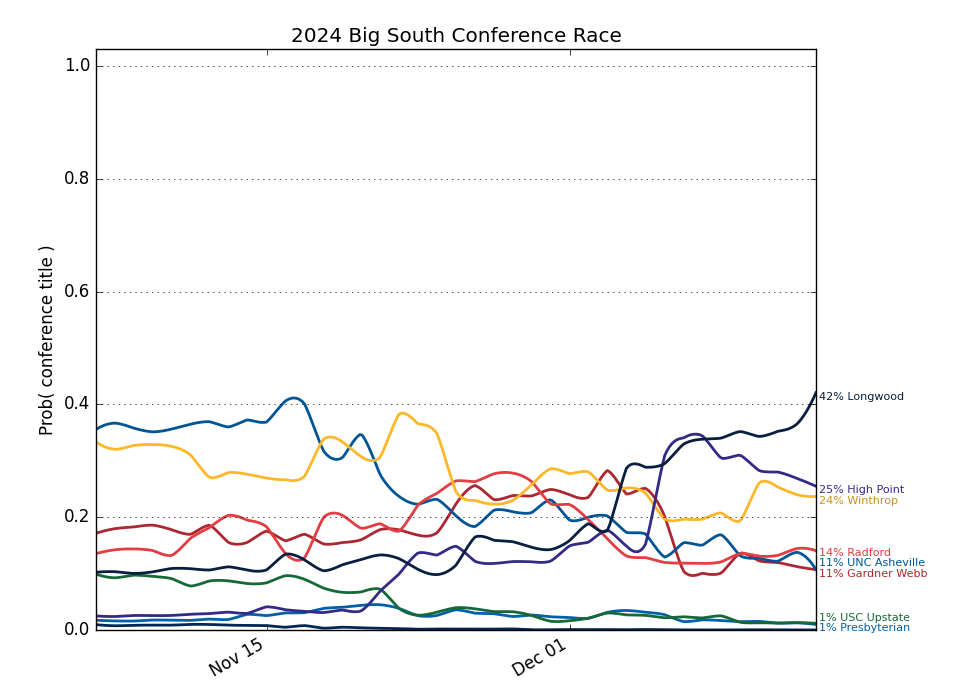 2024 Big South Conference Race
1.0
0.8
0.6
0.4
0.2
0.0
Prob( conference title )
Nov 15
Dec 01
42% Longwood
25% High Point
24% Winthrop
14% Radford
11% UNC Asheville
11% Gardner Webb
1% USC Upstate
1% Presbyterian